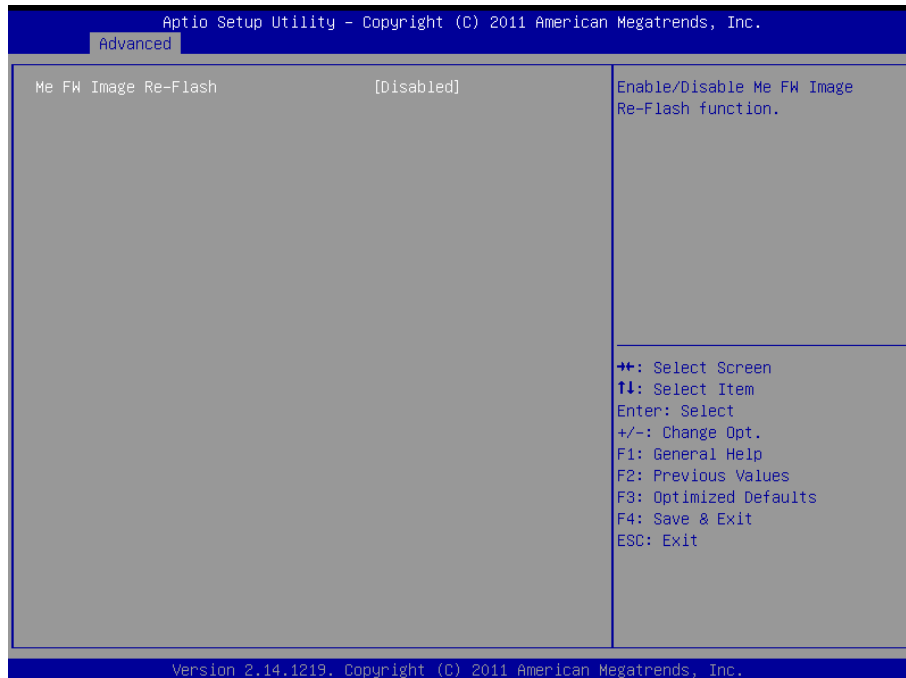 Aptio Setup Utility – Copyright (C) 2011 American Megatrends, Inc.
Advanced
Me FW Image Re-Flash [Disabled]
Enable/Disable Me FW Image
Re-Flash function.
→←: Select Screen
↑↓: Select Item
Enter: Select
+/-: Change Opt.
F1: General Help
F2: Previous Values
F3: Optimized Defaults
F4: Save & Exit
ESC: Exit
Version 2.14.1219. Copyright (C) 2011 American Megatrends, Inc.